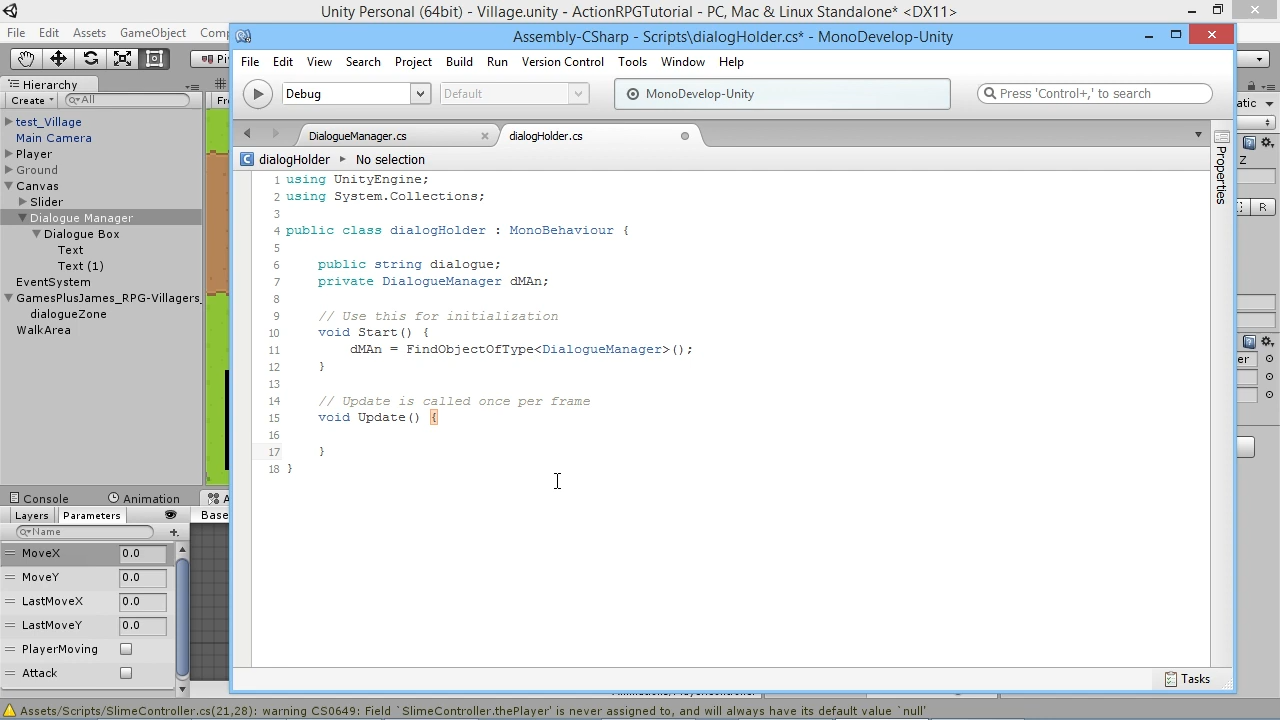 Unity Personal (64bit) - Village.unity - ActionRPGTutorial - PC, Mac & Linux Standalone* <DX11>
File Edit Assets GameObject
Assembly-CSharp - Scripts\dialogHolder.cs* - MonoDevelop-Unity
File Edit View Search Project Build Run Version Control Tools Window Help
Debug Default MonoDevelop-Unity Press 'Control+,' to search
Hierarchy
Create All
DialogueManager.cs dialogHolder.cs
dialogHolder No selection
Properties
test_Village
Main Camera
Player
Ground
Canvas
Slider
Dialogue Manager
Dialogue Box
Text
Text (1)
EventSystem
GamesPlusJames_RPG-Villagers_
dialogueZone
WalkArea
1 using UnityEngine;
2 using System.Collections;
3
4 public class dialogHolder : MonoBehaviour {
5
6 public string dialogue;
7 private DialogueManager dMAn;
8
9 // Use this for initialization
10 void Start() {
11 dMAn = FindObjectOfType<DialogueManager>();
12 }
13
14 // Update is called once per frame
15 void Update() {
16
17 }
18 }
Z
R
Console Animation
Layers Parameters Base
Name
MoveX 0.0
MoveY 0.0
LastMoveX 0.0
LastMoveY 0.0
PlayerMoving
Attack
Tasks
Assets/Scripts/SlimeController.cs(21,28): warning CS0649: Field `SlimeController.thePlayer' is never assigned to, and will always have its default value `null'